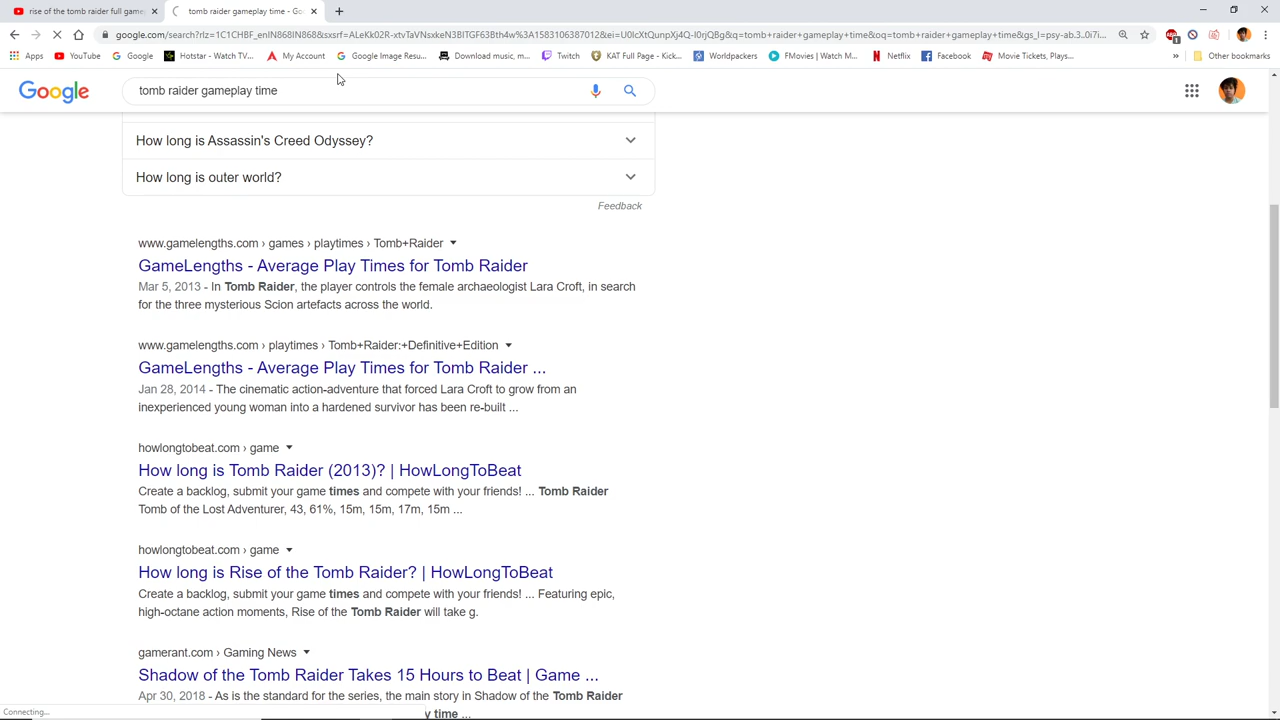 rise of the tomb raider full game
tomb raider gameplay time - Goo
google.com/search?rlz=1C1CHBF_enIN868IN868&sxsrf=ALeKk02R-xtvTaVNsxkeN3BITGF63Btb4w%3A1583106387012&ei=U0lcXtQunpXj4Q-I0rjQBg&q=tomb+raider+gameplay+time&oq=tomb+raider+gameplay+time&gs_l=psy-ab.3..0i7i...
Apps YouTube Google Hotstar - Watch TV... My Account Google Image Resu... Download music, m... Twitch KAT Full Page - Kick... Worldpackers FMovies | Watch M... Netflix Facebook Movie Tickets, Plays... » Other bookmarks
Google
tomb raider gameplay time
How long is Assassin's Creed Odyssey?
How long is outer world?
Feedback
www.gamelengths.com › games › playtimes › Tomb+Raider
GameLengths - Average Play Times for Tomb Raider
Mar 5, 2013 - In Tomb Raider, the player controls the female archaeologist Lara Croft, in search
for the three mysterious Scion artefacts across the world.
www.gamelengths.com › playtimes › Tomb+Raider:+Definitive+Edition
GameLengths - Average Play Times for Tomb Raider ...
Jan 28, 2014 - The cinematic action-adventure that forced Lara Croft to grow from an
inexperienced young woman into a hardened survivor has been re-built ...
howlongtobeat.com › game
How long is Tomb Raider (2013)? | HowLongToBeat
Create a backlog, submit your game times and compete with your friends! ... Tomb Raider
Tomb of the Lost Adventurer, 43, 61%, 15m, 15m, 17m, 15m ...
howlongtobeat.com › game
How long is Rise of the Tomb Raider? | HowLongToBeat
Create a backlog, submit your game times and compete with your friends! ... Featuring epic,
high-octane action moments, Rise of the Tomb Raider will take g.
gamerant.com › Gaming News
Shadow of the Tomb Raider Takes 15 Hours to Beat | Game ...
Apr 30, 2018 - As is the standard for the series, the main story in Shadow of the Tomb Raider
Connecting...
y time ...